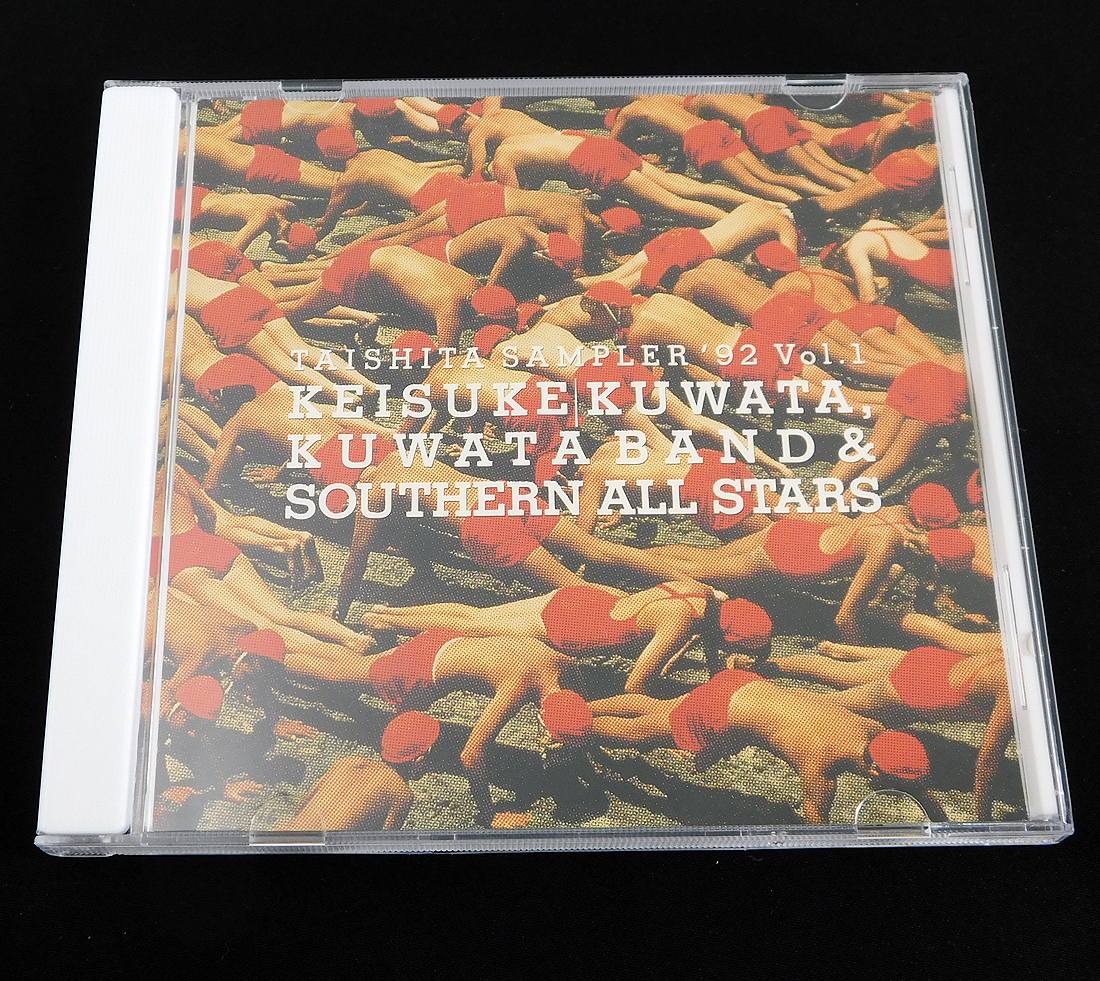 TAISHITA SAMPLER '92 Vol.1
KEISUKE KUWATA,
KUWATA BAND &
SOUTHERN ALL STARS